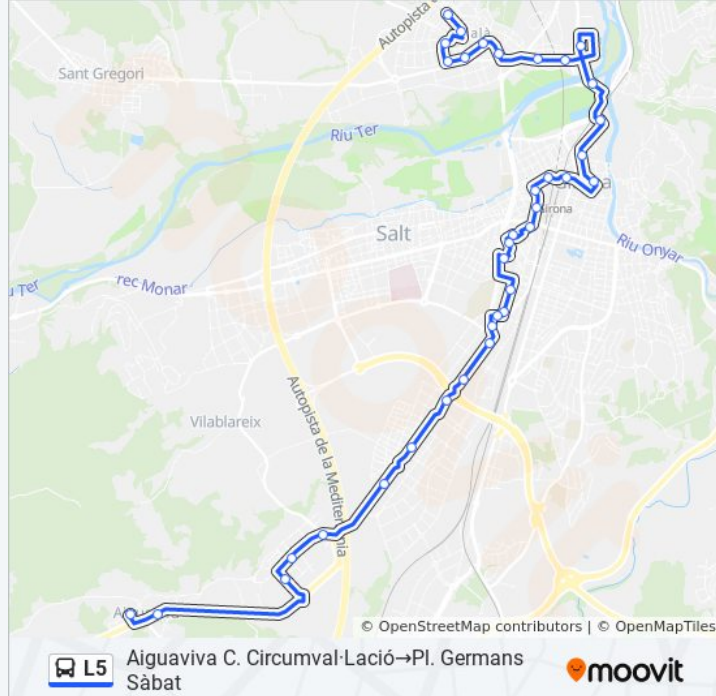 Autopista d
Sant Gregori
Riu Ter
Girona
Salt
Riu Onyar
rec Monar
u Ter
Autopista de la Mediterrània
Vilablareix
© OpenStreetMap contributors | © OpenMapTiles
L5
Aiguaviva C. Circumval·Lació→Pl. Germans
Sàbat
moovit